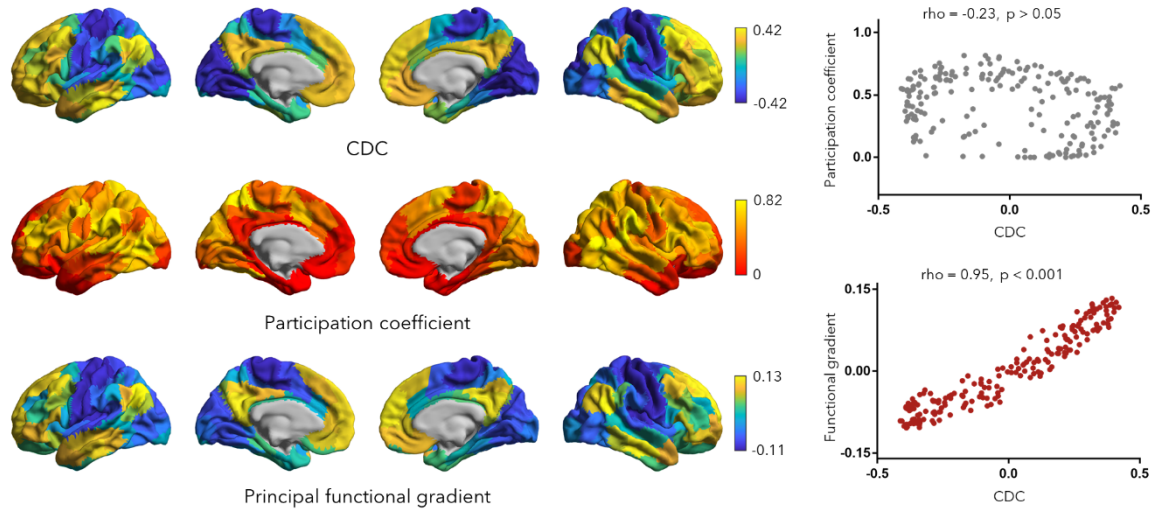 0.42
-0.42
CDC
0.82
0
Participation coefficient
0.13
-0.11
Principal functional gradient
rho = -0.23, p > 0.05
Participation coefficient
1.0
0.5
0.0
-0.5
0.0
0.5
CDC
rho = 0.95, p < 0.001
Functional gradient
0.15
0.00
-0.15
-0.5
0.0
0.5
CDC